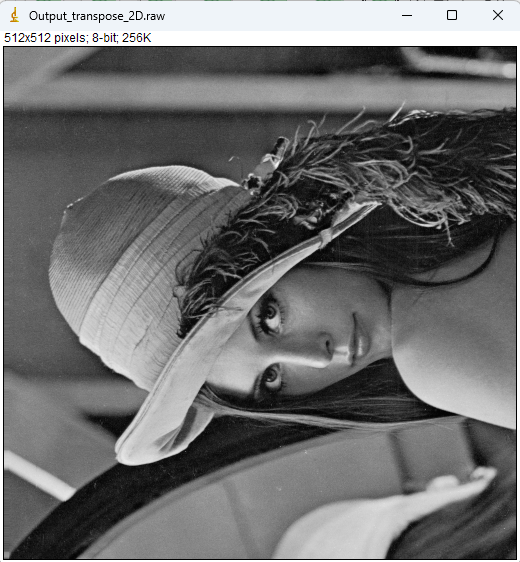 Output_transpose_2D.raw
512x512 pixels; 8-bit; 256K